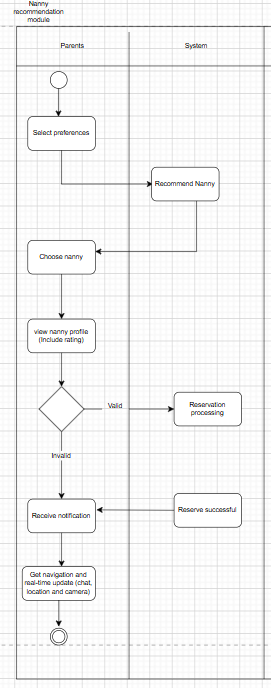 Nanny
recommendation
module
Parents
System
Select preferences
Recommend Nanny
Choose nanny
view nanny profile
(Include rating)
Valid
Reservation
processing
Invalid
Receive notification
Reserve successful
Get navigation and
real-time update (chat,
location and camera)